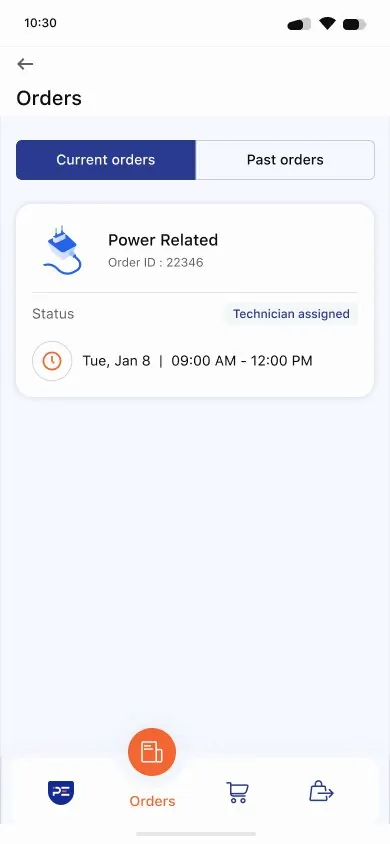 10:30
Orders
Current orders
Past orders
Power Related
Order ID : 22346
Status
Technician assigned
Tue, Jan 8 | 09:00 AM - 12:00 PM
PE
Orders